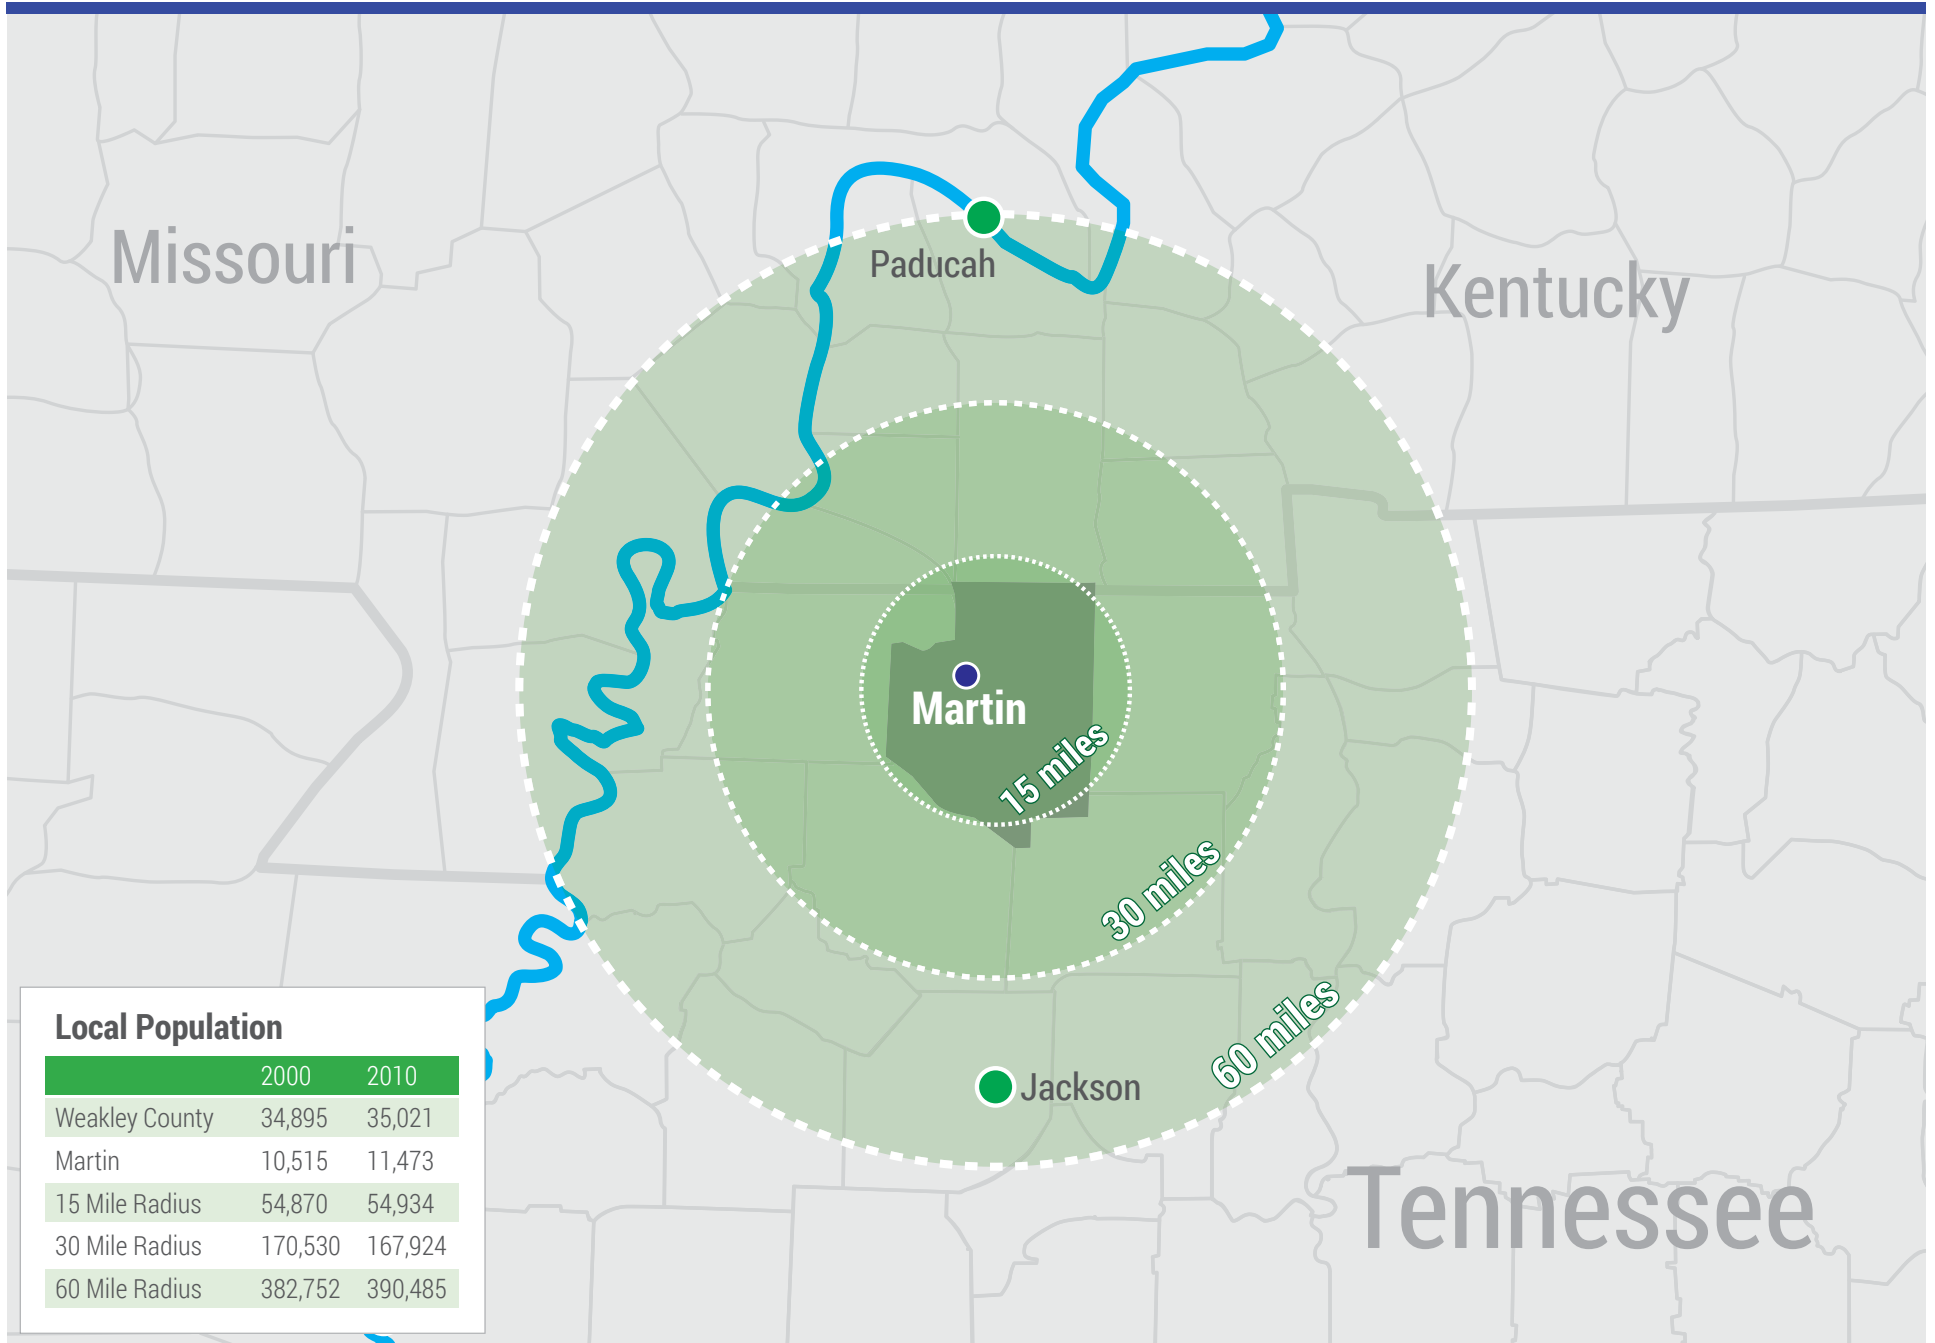 Missouri
Paducah
Kentucky
Martin
15 miles
30 miles
60 miles
Jackson
Tennessee
Local Population
2000 2010
Weakley County 34,895 35,021
Martin 10,515 11,473
15 Mile Radius 54,870 54,934
30 Mile Radius 170,530 167,924
60 Mile Radius 382,752 390,485